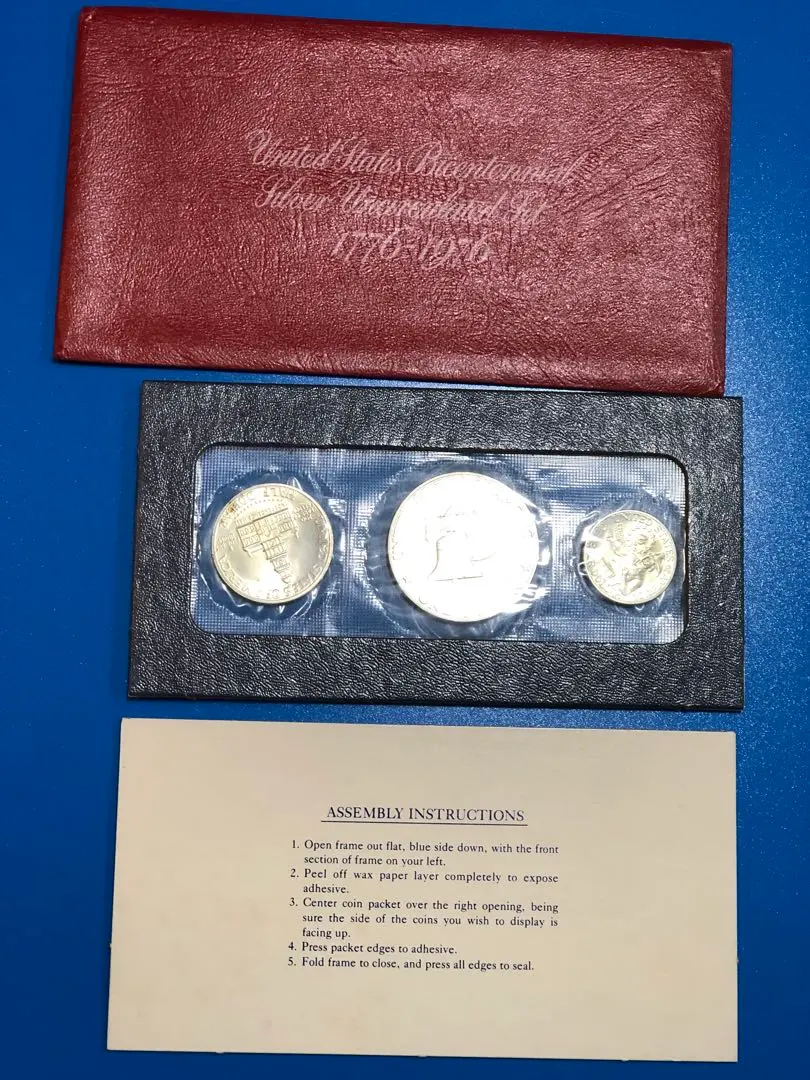 United States Bicentennial
Silver Uncirculated Set
1776-1976
ASSEMBLY INSTRUCTIONS
1. Open frame out flat, blue side down, with the front
section of frame on your left.
2. Peel off wax paper layer completely to expose
adhesive.
3. Center coin packet over the right opening, being
sure the side of the coins you wish to display is
facing up.
4. Press packet edges to adhesive.
5. Fold frame to close, and press all edges to seal.